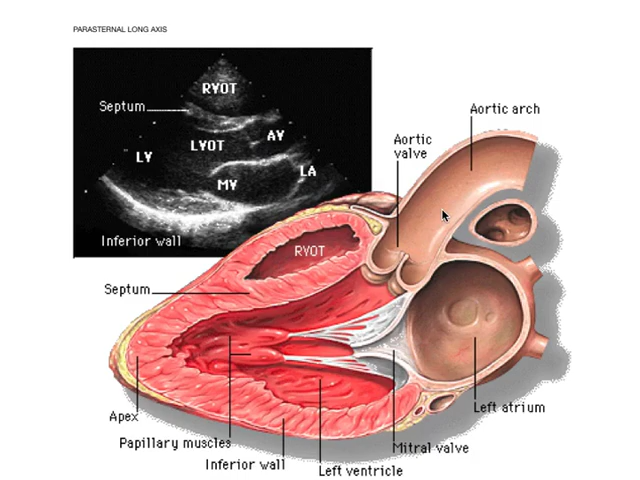 PARASTERNAL LONG AXIS
RVOT
Septum
AV
LVOT
LV
LA
MV
Inferior wall
Aortic arch
Aortic
valve
RVOT
Septum
Apex
Papillary muscles
Inferior wall
Left ventricle
Mitral valve
Left atrium